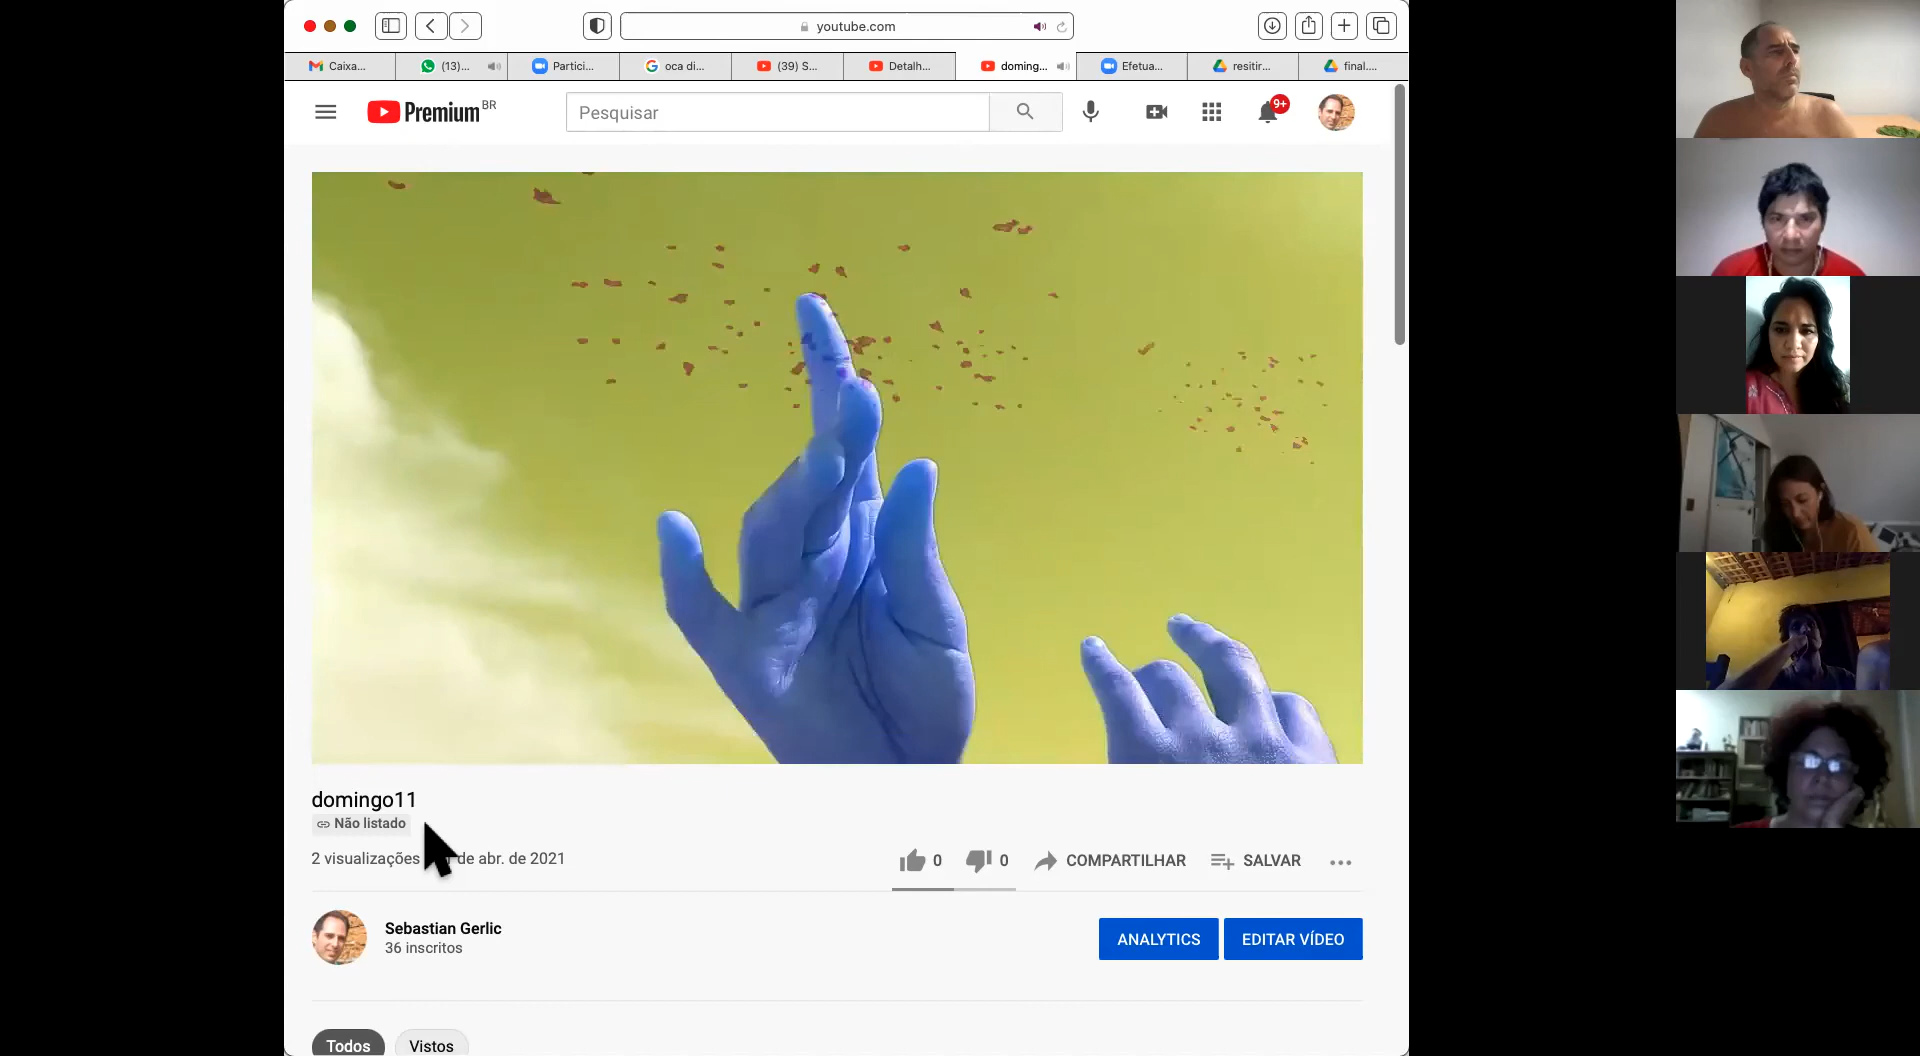 youtube.com
Caixa...
(13)...
Partici...
oca di...
(39) S...
Detalh...
doming...
Efetua...
resitir...
final....
Premium BR
Pesquisar
9+
domingo11
Não listado
2 visualizações
de abr. de 2021
0
0
COMPARTILHAR
SALVAR
Sebastian Gerlic
36 inscritos
ANALYTICS
EDITAR VÍDEO
Todos
Vistos